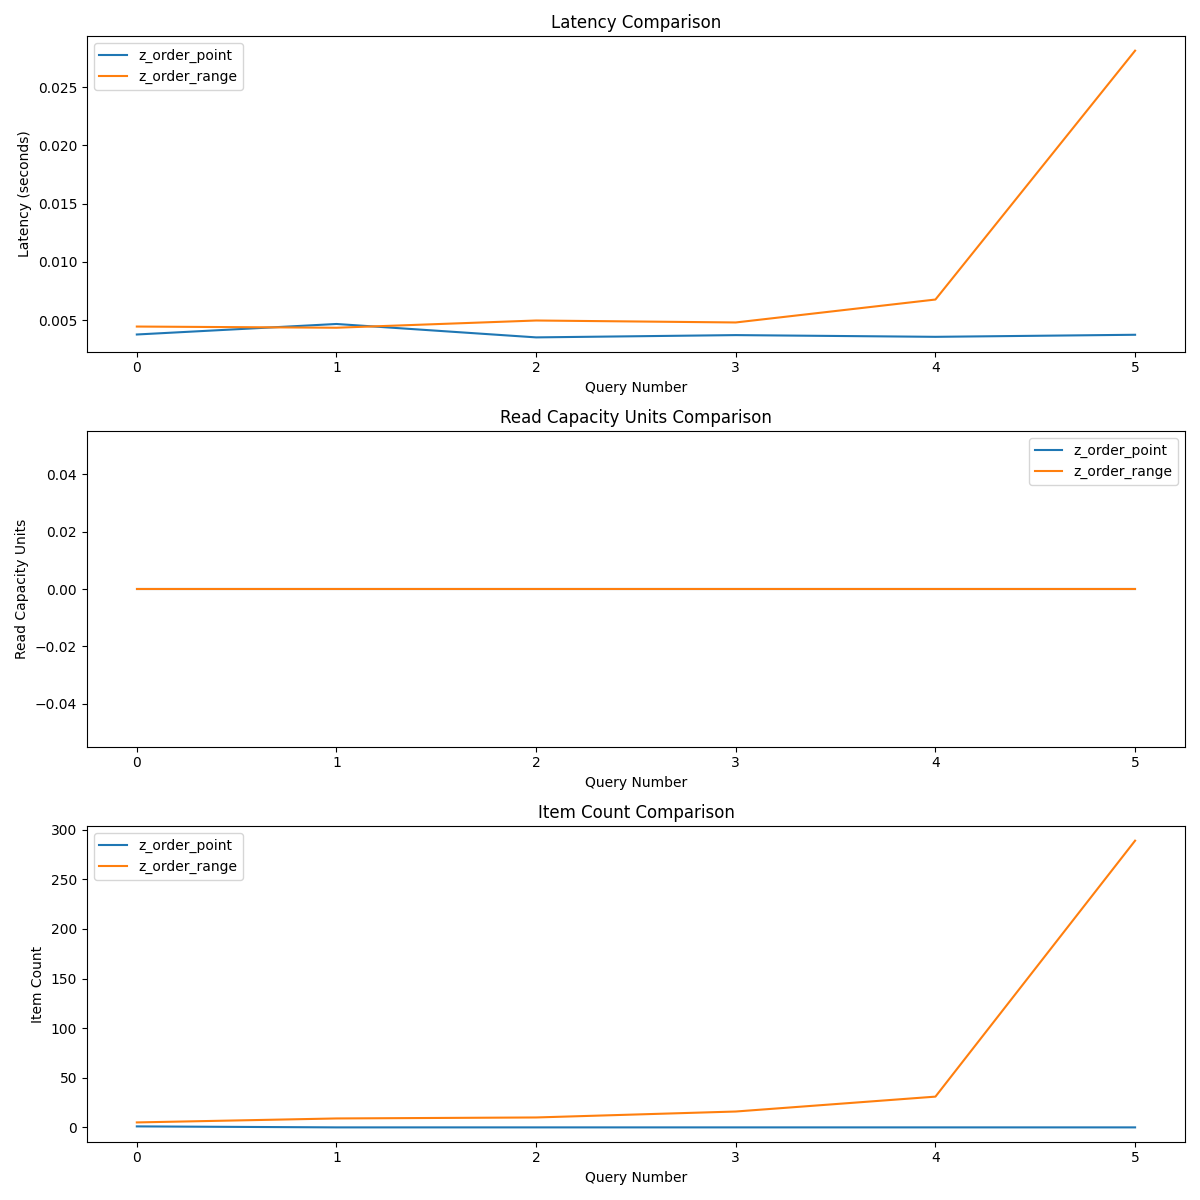 Latency Comparison
z_order_point
z_order_range
Latency (seconds)
0.025
0.020
0.015
0.010
0.005
0 1 2 3 4 5
Query Number
Read Capacity Units Comparison
z_order_point
z_order_range
Read Capacity Units
0.04
0.02
0.00
−0.02
−0.04
0 1 2 3 4 5
Query Number
Item Count Comparison
z_order_point
z_order_range
Item Count
300
250
200
150
100
50
0
0 1 2 3 4 5
Query Number